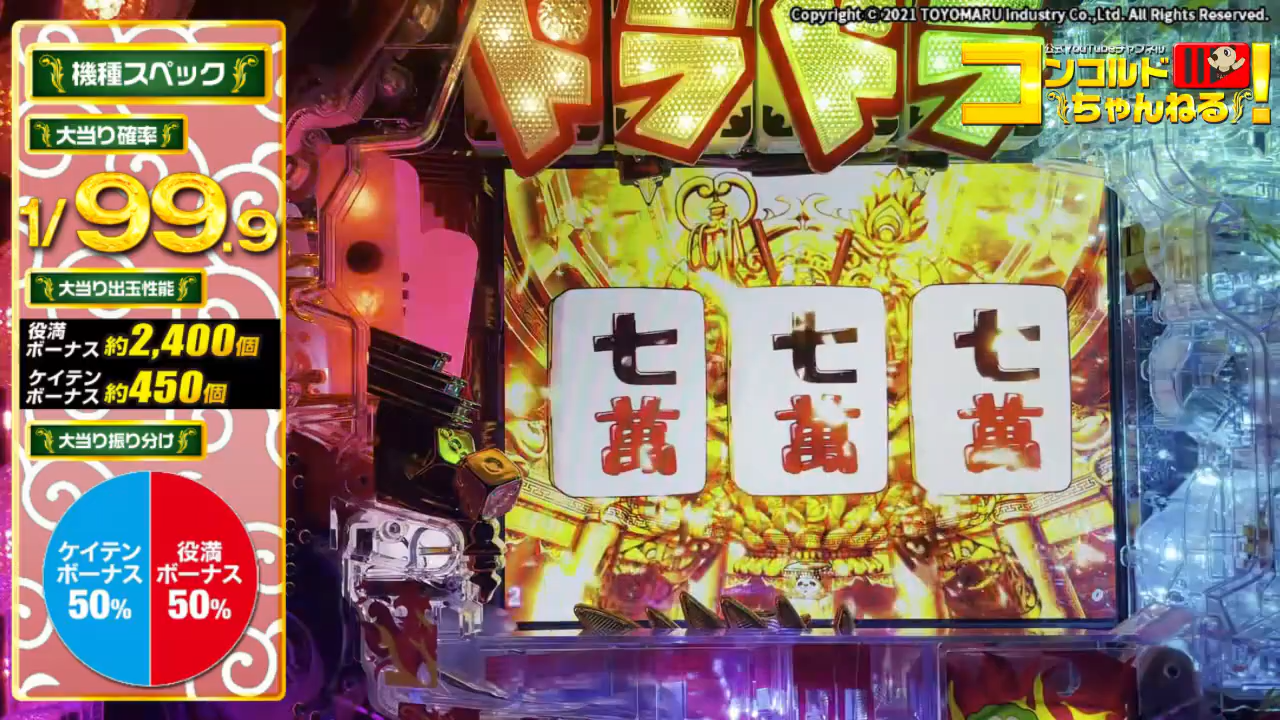 Copyright © 2021 TOYOMARU Industry Co.,Ltd. All Rights Reserved.
公式YouTubeチャンネル
コンコルド
ちゃんねる!
ドラドラ
機種スペック
大当り確率
1/99.9
大当り出玉性能
役満
ボーナス 約2,400個
ケイテン
ボーナス 約450個
大当り振り分け
ケイテン
ボーナス
50%
役満
ボーナス
50%
七萬
七萬
七萬
2